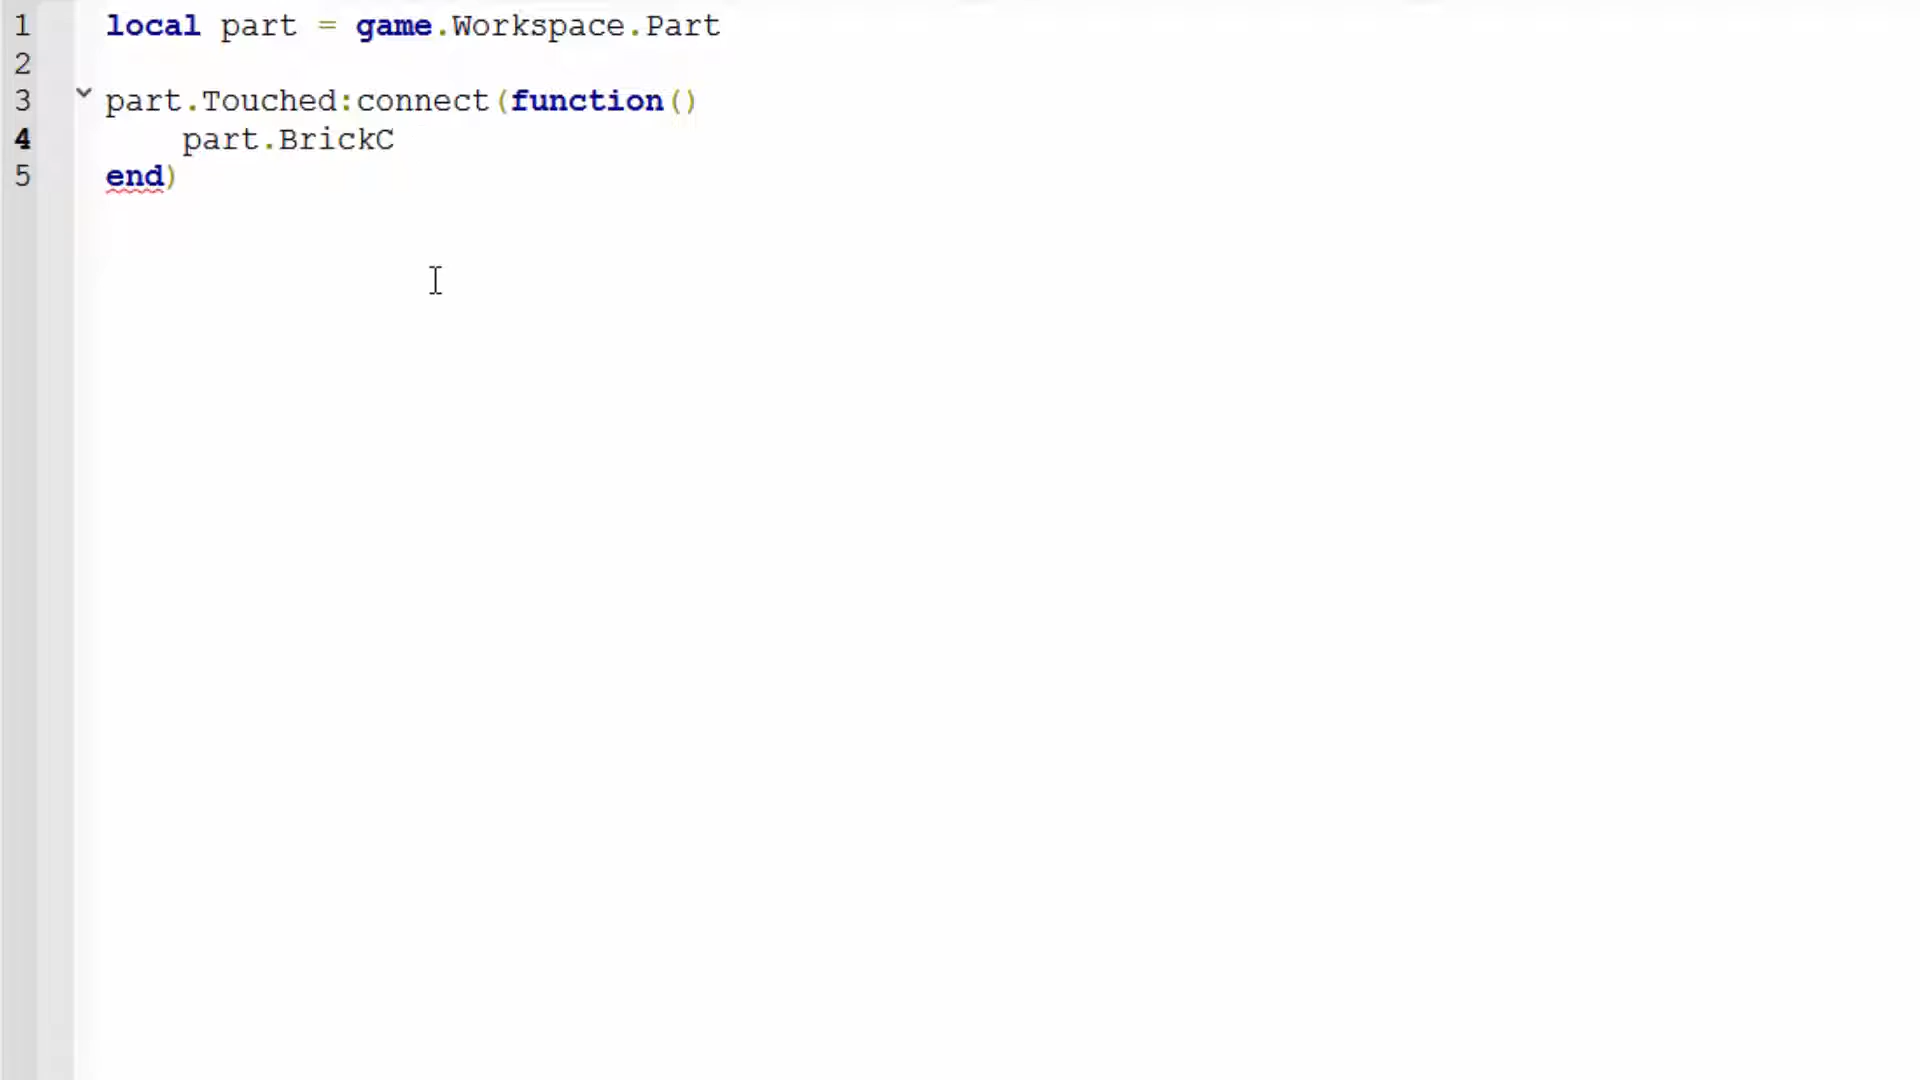 1 local part = game.Workspace.Part
2
3 part.Touched:connect(function()
4 part.BrickC
5 end)